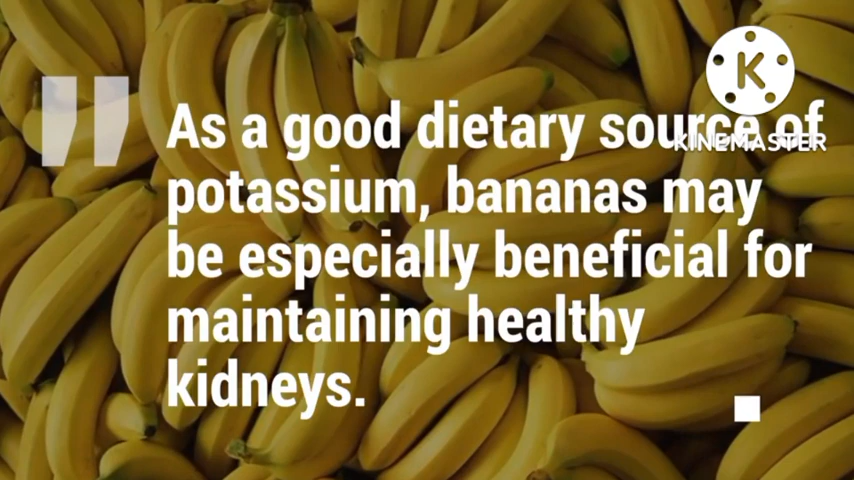 As a good dietary source of
potassium, bananas may
be especially beneficial for
maintaining healthy
kidneys.
K
KINEMASTER